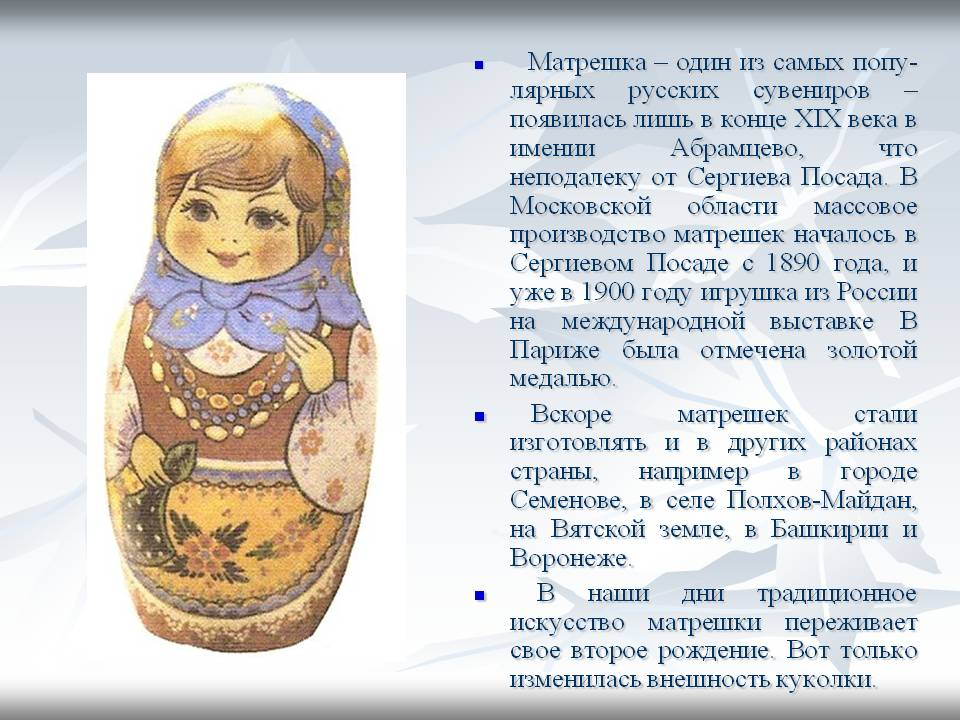 Матрешка – один из самых попу-
лярных русских сувениров –
появилась лишь в конце XIX века в
имении Абрамцево, что
неподалеку от Сергиева Посада. В
Московской области массовое
производство матрешек началось в
Сергиевом Посаде с 1890 года, и
уже в 1900 году игрушка из России
на международной выставке В
Париже была отмечена золотой
медалью.
Вскоре матрешек стали
изготовлять и в других районах
страны, например в городе
Семенове, в селе Полхов-Майдан,
на Вятской земле, в Башкирии и
Воронеже.
В наши дни традиционное
искусство матрешки переживает
свое второе рождение. Вот только
изменилась внешность куколки.